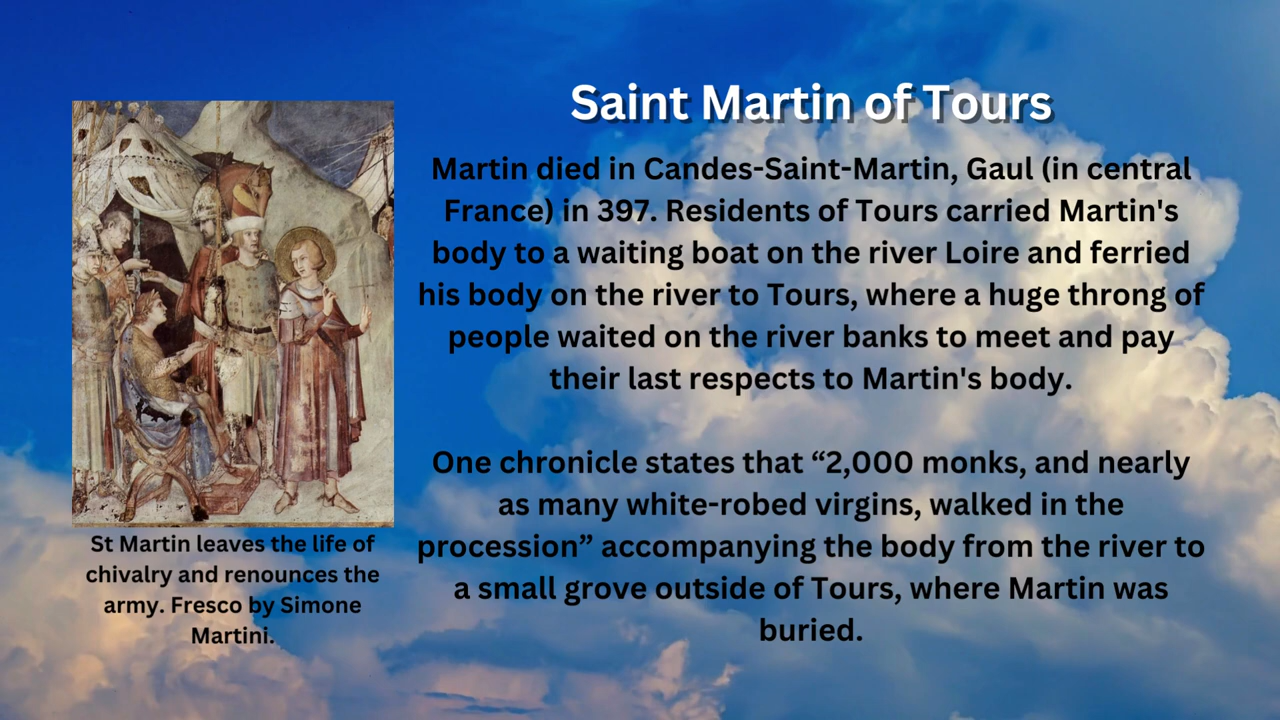 Saint Martin of Tours
Martin died in Candes-Saint-Martin, Gaul (in central
France) in 397. Residents of Tours carried Martin's
body to a waiting boat on the river Loire and ferried
his body on the river to Tours, where a huge throng of
people waited on the river banks to meet and pay
their last respects to Martin's body.
One chronicle states that “2,000 monks, and nearly
as many white-robed virgins, walked in the
procession” accompanying the body from the river to
a small grove outside of Tours, where Martin was
buried.
St Martin leaves the life of
chivalry and renounces the
army. Fresco by Simone
Martini.